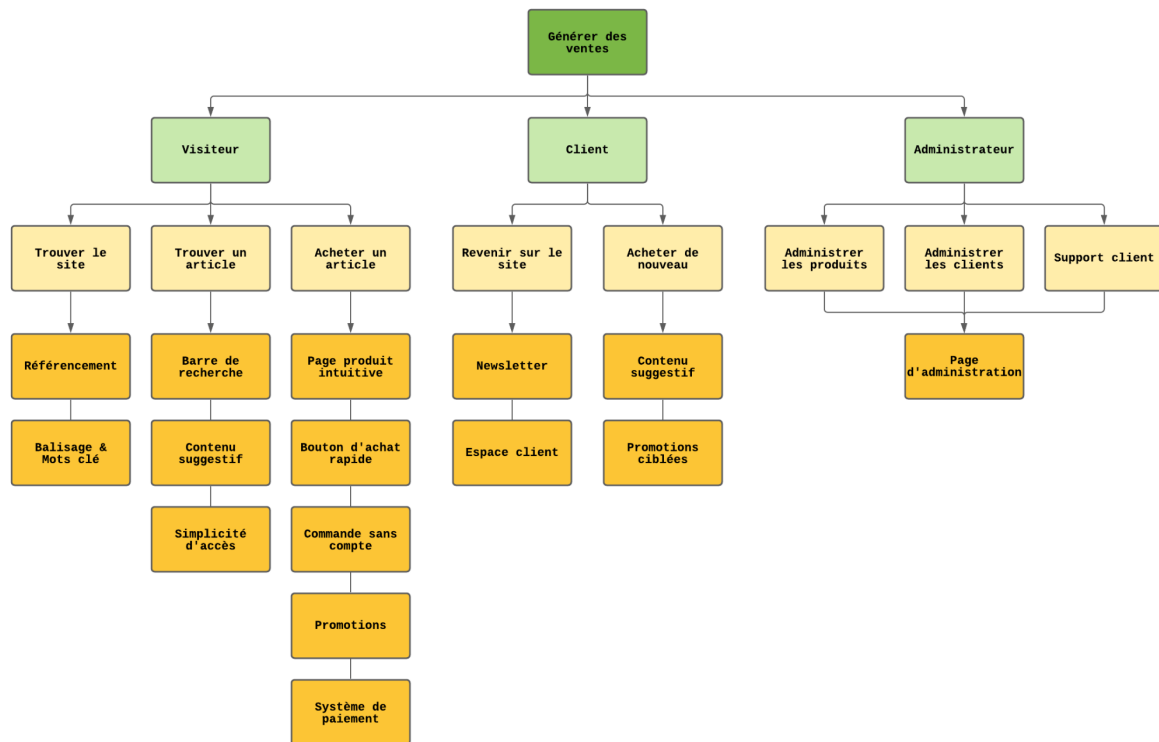 Générer des
ventes
Visiteur
Client
Administrateur
Trouver le
site
Trouver un
article
Acheter un
article
Revenir sur le
site
Acheter de
nouveau
Administrer
les produits
Administrer
les clients
Support client
Référencement
Barre de
recherche
Page produit
intuitive
Newsletter
Contenu
suggestif
Page
d'administration
Balisage &
Mots clé
Contenu
suggestif
Bouton d'achat
rapide
Espace client
Promotions
ciblées
Simplicité
d'accès
Commande sans
compte
Promotions
Système de
paiement